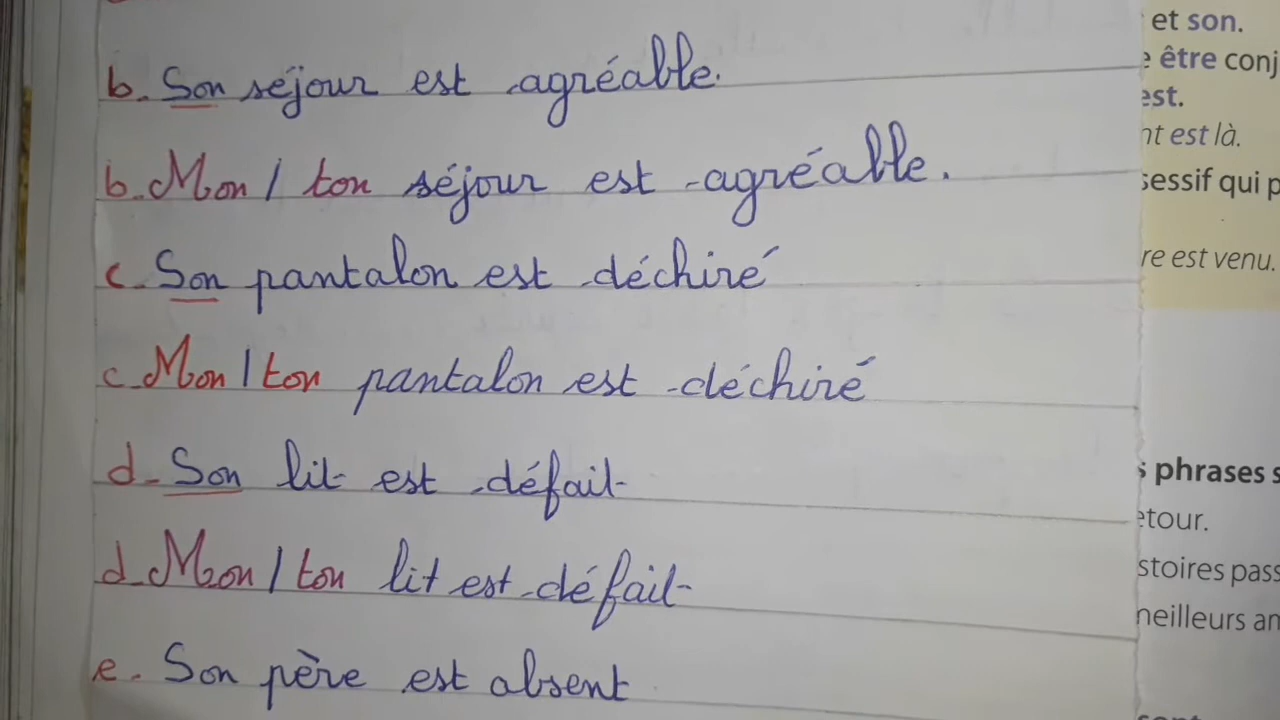 b. Son séjour est agréable.
b. Mon / ton séjour est agréable.
c. Son pantalon est déchiré
c. Mon / ton pantalon est déchiré
d. Son lit est défait
d. Mon / ton lit est défait
e. Son père est absent
et son.
être conj
est.
nt est là.
sessif qui p
re est venu.
s phrases s
etour.
stoires pass
meilleurs am